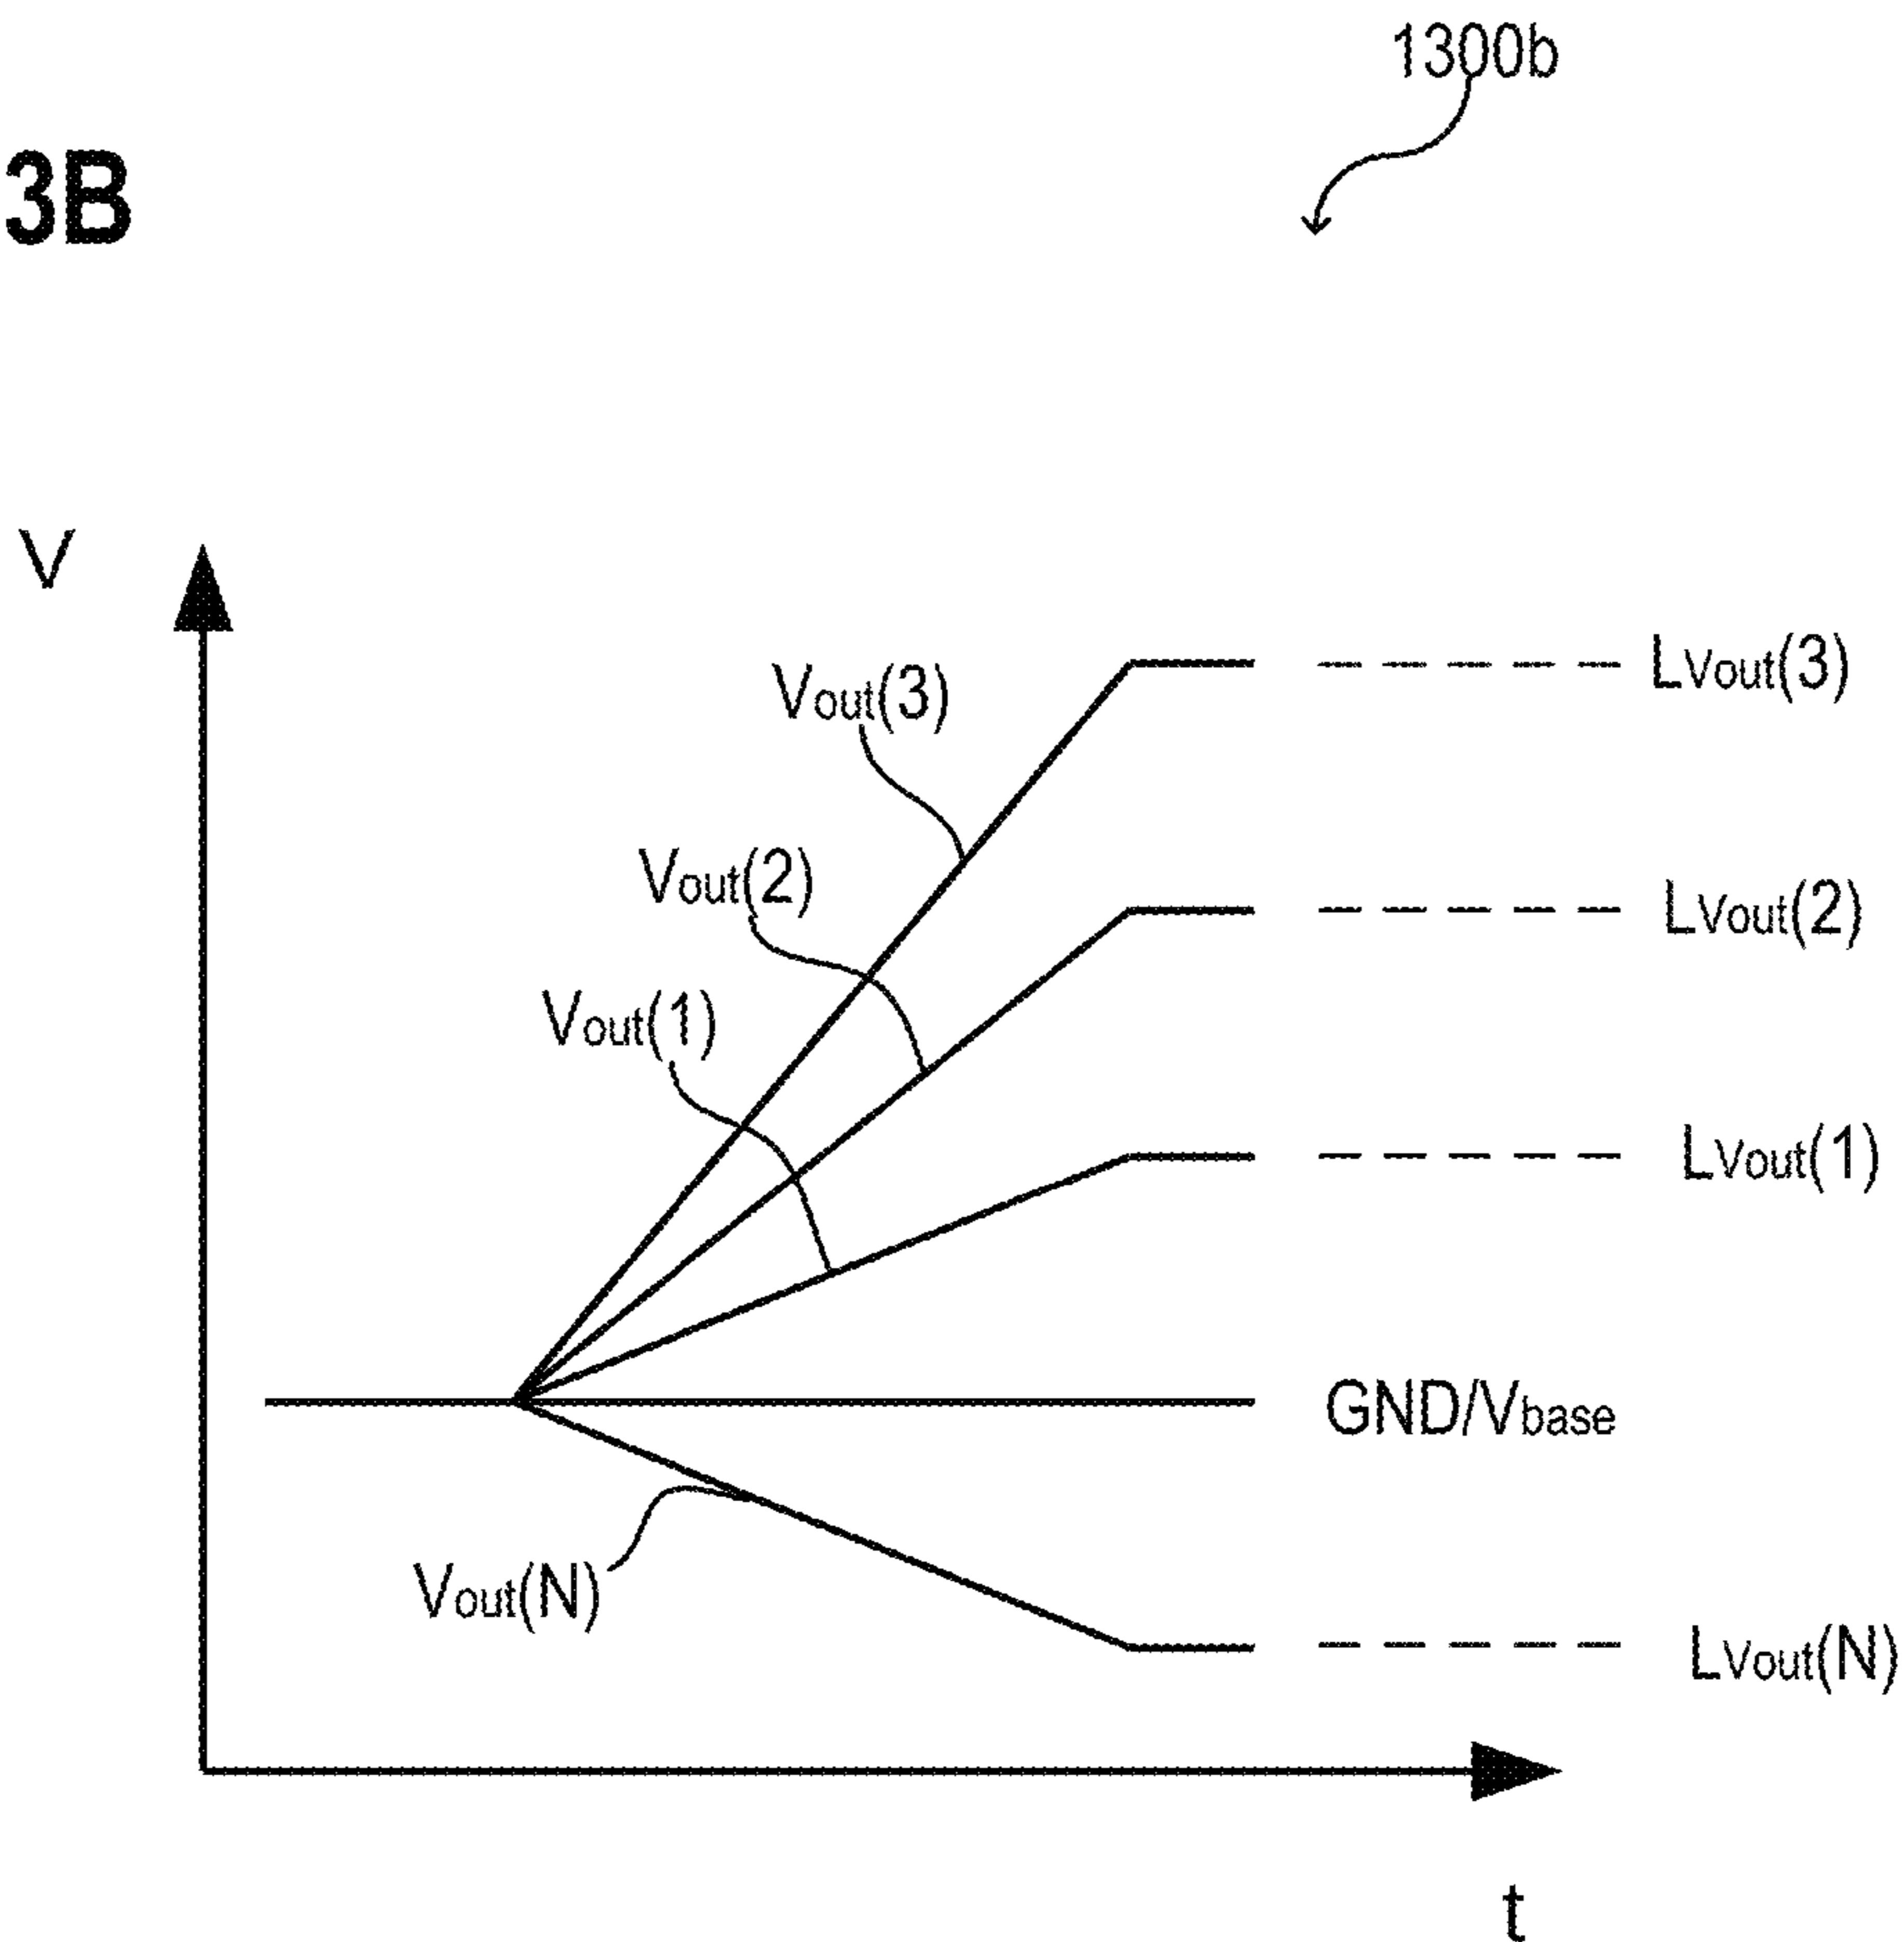 1300b
3B
V
Vout(3)
LVout(3)
Vout(2)
LVout(2)
Vout(1)
LVout(1)
GND/Vbase
Vout(N)
LVout(N)
t